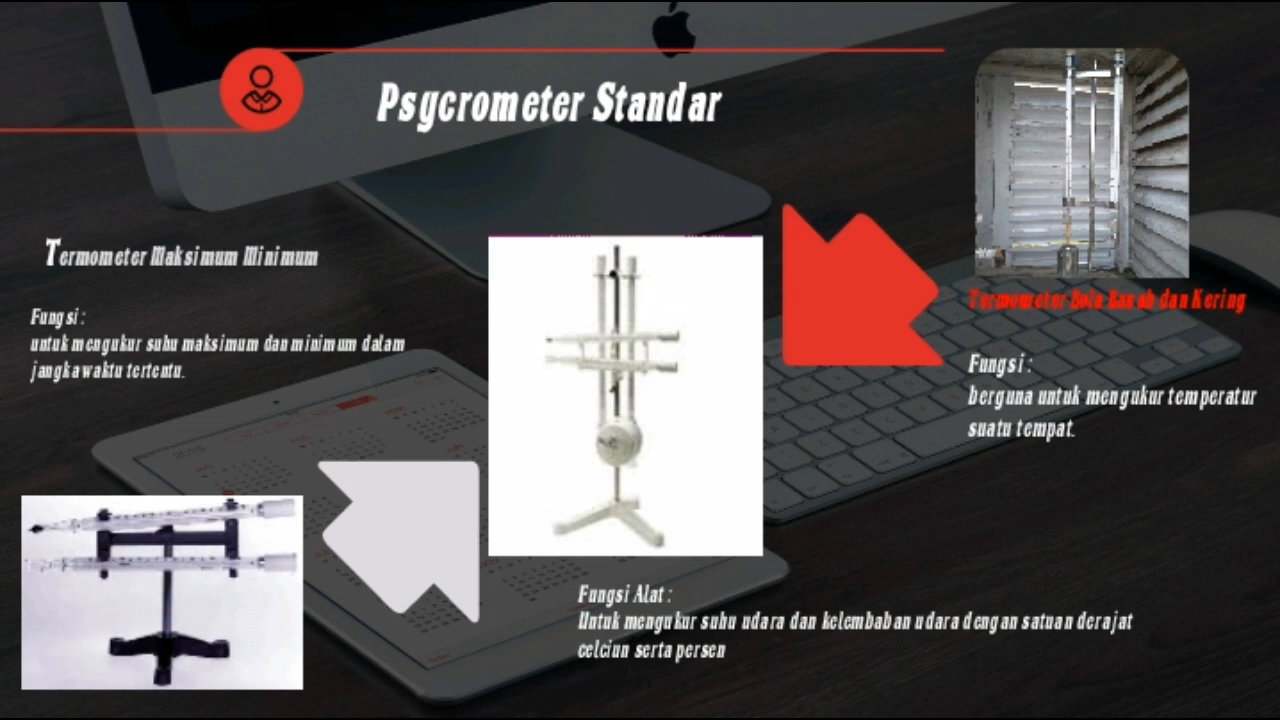 Psycrometer Standar
Termometer Maksimum Minimum
Fungsi :
untuk mengukur suhu maksimum dan minimum dalam
jangka waktu tertentu.
Termometer Bola Basah dan Kering
Fungsi :
berguna untuk mengukur temperatur
suatu tempat.
Fungsi Alat :
Untuk mengukur suhu udara dan kelembaban udara dengan satuan derajat
celciun serta persen